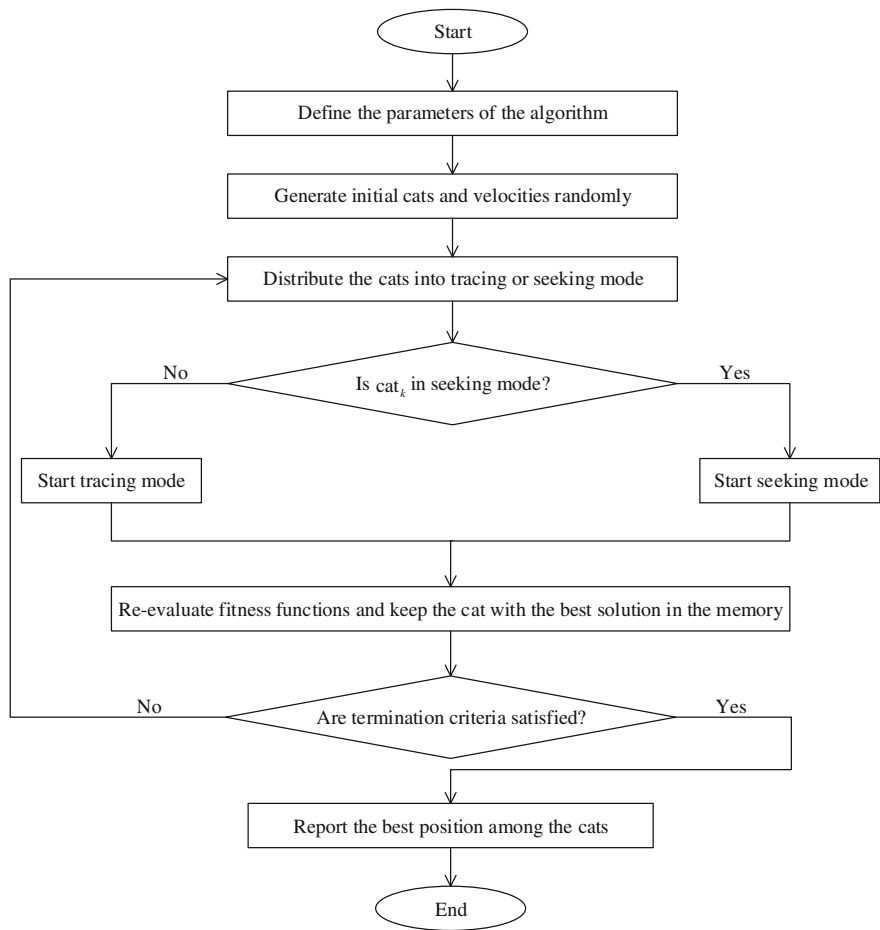 Start
Define the parameters of the algorithm
Generate initial cats and velocities randomly
Distribute the cats into tracing or seeking mode
No
Is catₖ in seeking mode?
Yes
Start tracing mode
Start seeking mode
Re-evaluate fitness functions and keep the cat with the best solution in the memory
No
Are termination criteria satisfied?
Yes
Report the best position among the cats
End